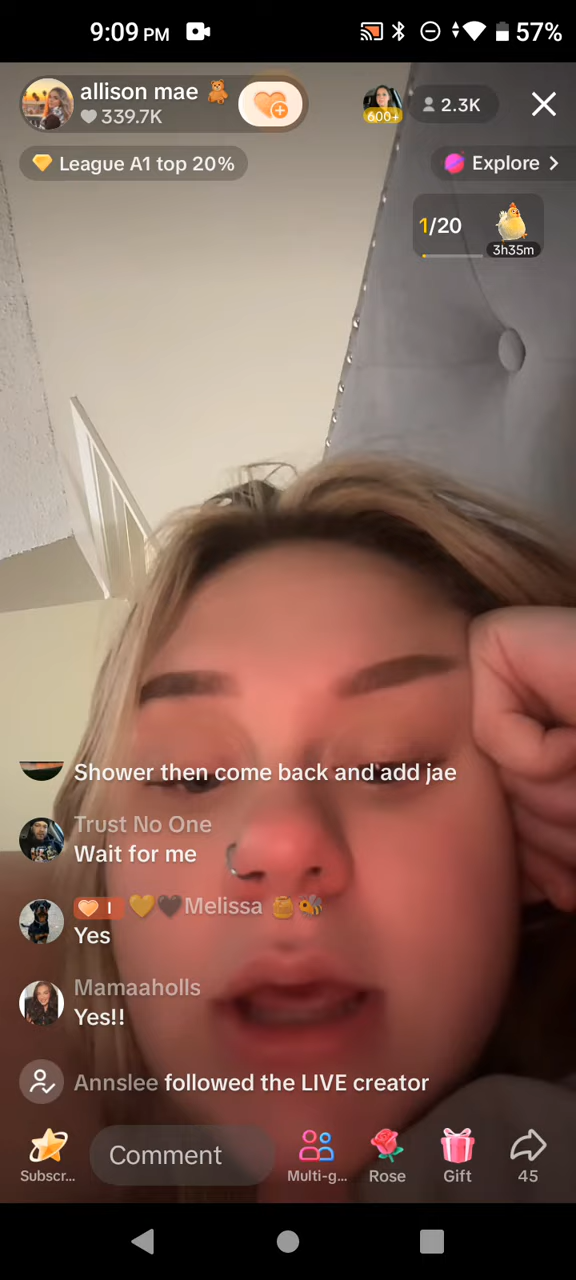 9:09 PM
57%
allison mae 🧸
339.7K
600+
2.3K
League A1 top 20%
Explore
1/20
3h35m
Shower then come back and add jae
Trust No One
Wait for me
I 💛🖤Melissa 🍯🐝
Yes
Mamaaholls
Yes!!
Annslee followed the LIVE creator
Subscr...
Comment
Multi-g...
Rose
Gift
45